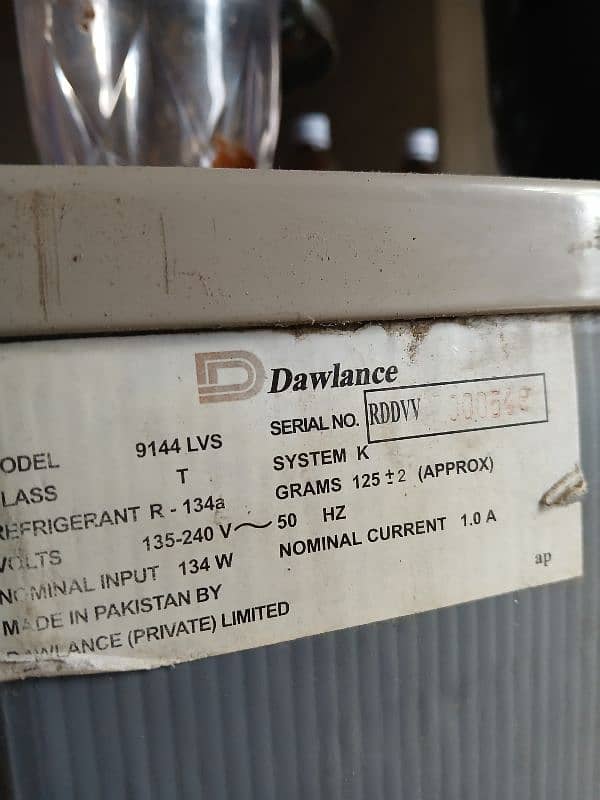 Dawlance
ODEL 9144 LVS SERIAL NO. RDDVV
LASS T SYSTEM K
REFRIGERANT R - 134a GRAMS 125 ±2 (APPROX)
VOLTS 135-240 V~ 50 HZ
NOMINAL INPUT 134 W NOMINAL CURRENT 1.0 A
MADE IN PAKISTAN BY
DAWLANCE (PRIVATE) LIMITED
ap